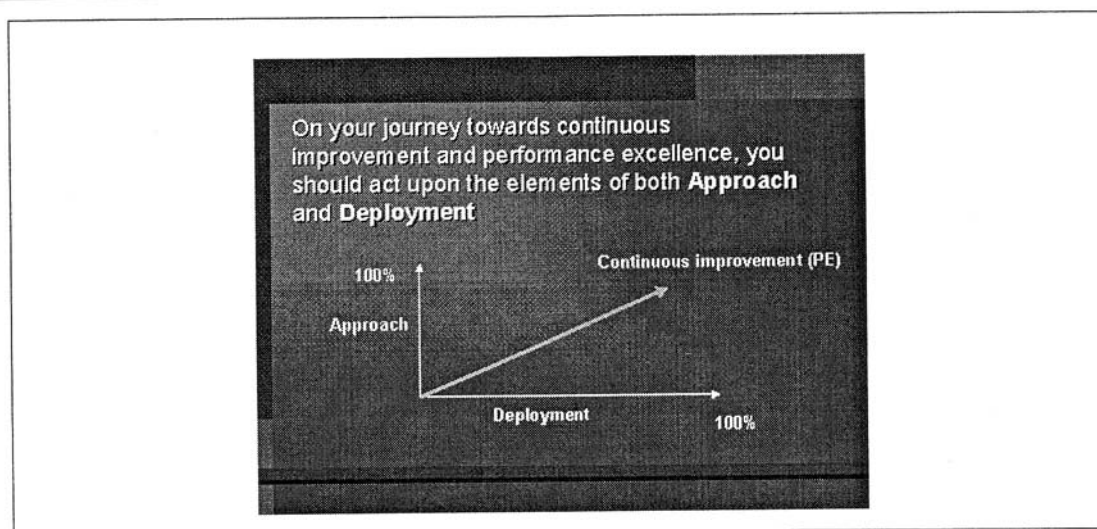 On your journey towards continuous
improvement and performance excellence, you
should act upon the elements of both Approach
and Deployment
Continuous improvement (PE)
100%
Approach
Deployment
100%